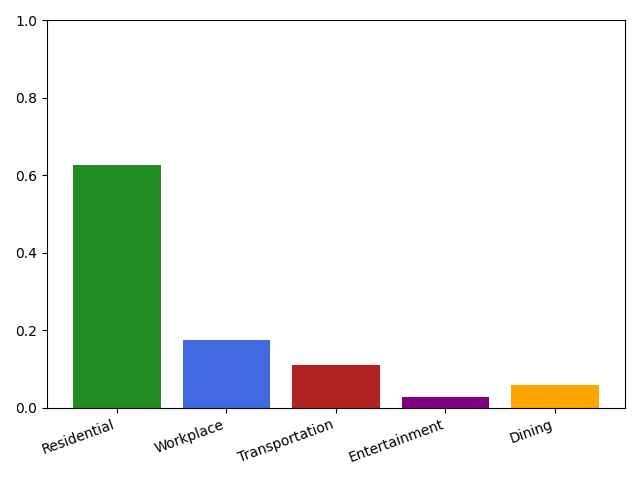 1.0
0.8
0.6
0.4
0.2
0.0
Residential
Workplace
Transportation
Entertainment
Dining